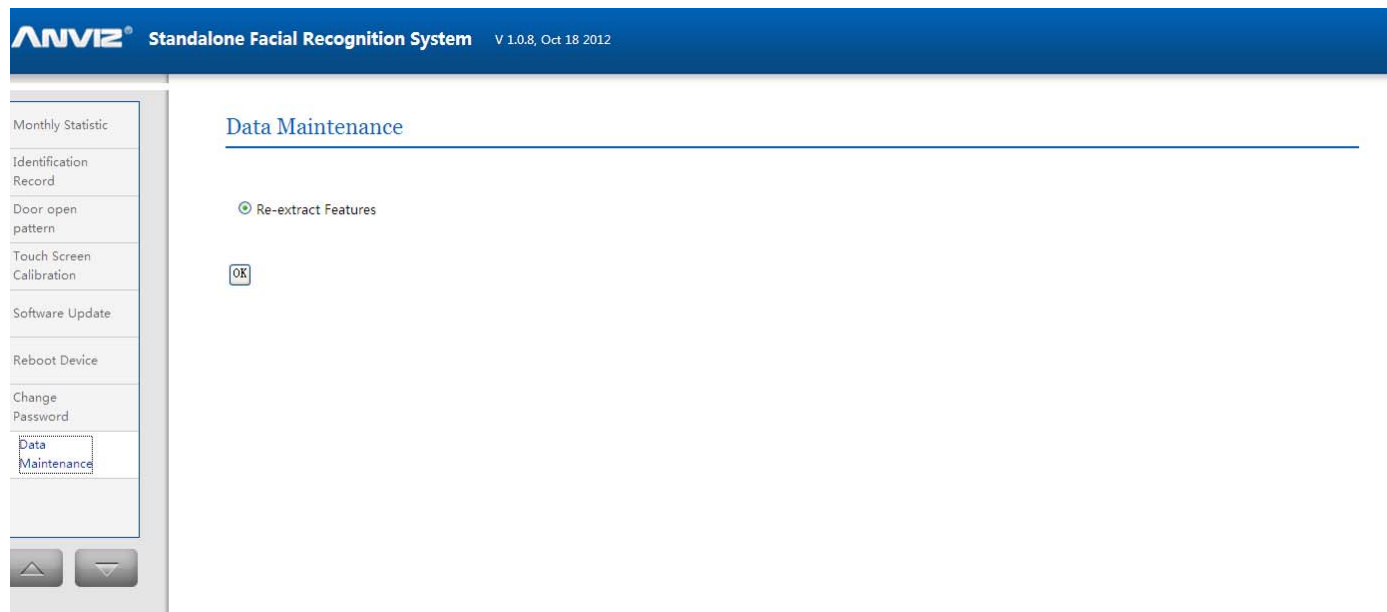 ANVIZ® Standalone Facial Recognition System V 1.0.8, Oct 18 2012
Monthly Statistic
Identification
Record
Door open
pattern
Touch Screen
Calibration
Software Update
Reboot Device
Change
Password
Data
Maintenance
Data Maintenance
Re-extract Features
OK